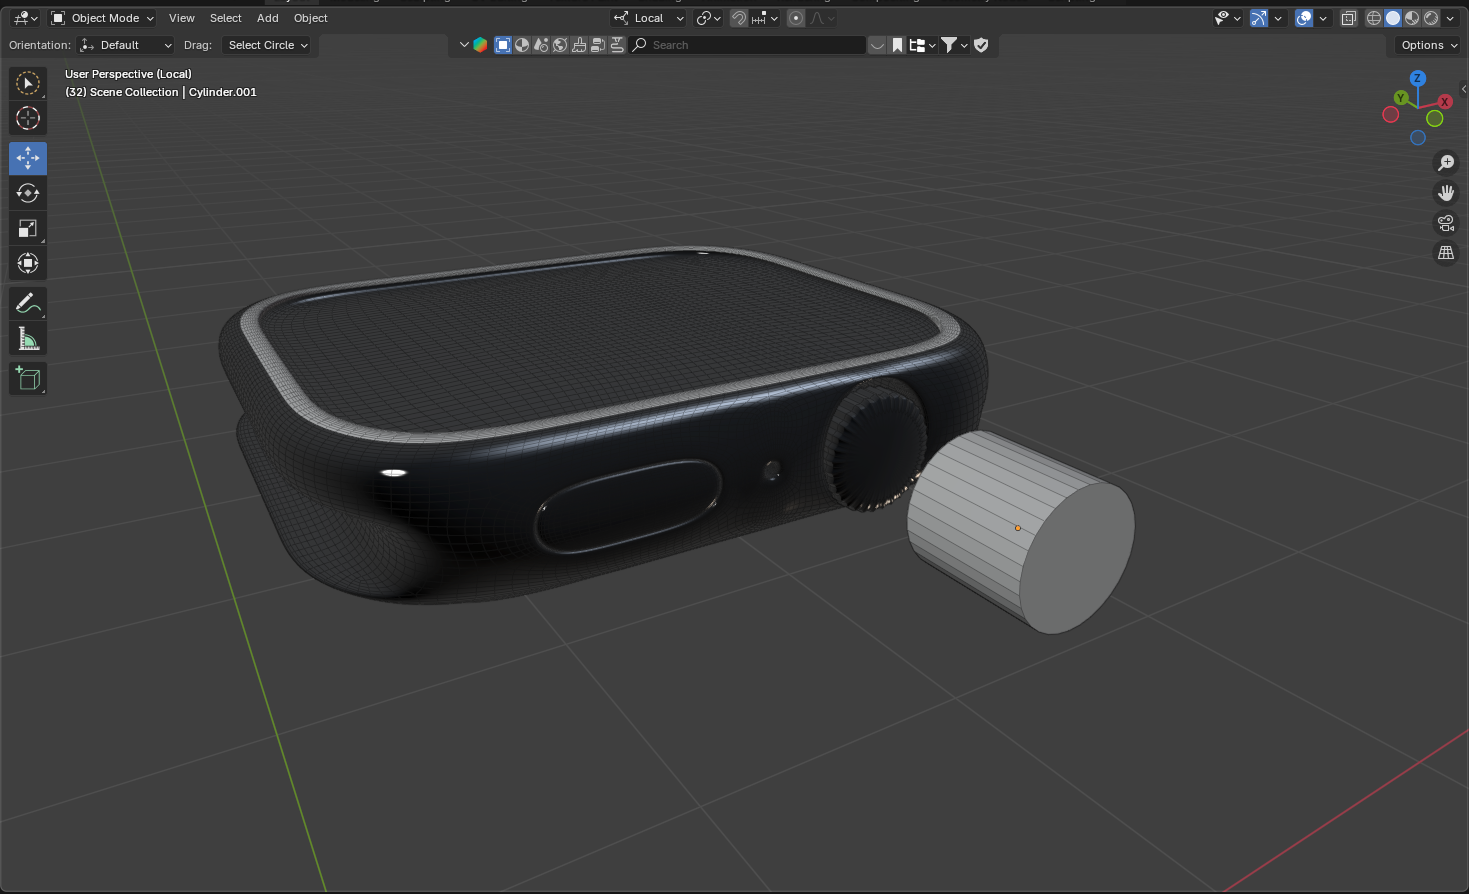 Object Mode View Select Add Object Local
Orientation: Default Drag: Select Circle Search Options
User Perspective (Local)
(32) Scene Collection | Cylinder.001
Z
Y X